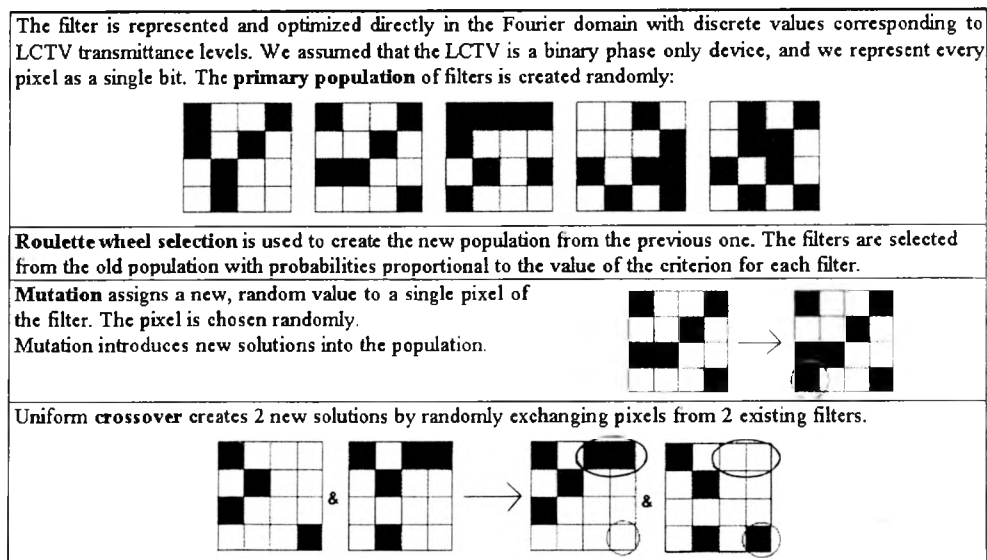 The filter is represented and optimized directly in the Fourier domain with discrete values corresponding to
LCTV transmittance levels. We assumed that the LCTV is a binary phase only device, and we represent every
pixel as a single bit. The primary population of filters is created randomly:
Roulette wheel selection is used to create the new population from the previous one. The filters are selected
from the old population with probabilities proportional to the value of the criterion for each filter.
Mutation assigns a new, random value to a single pixel of
the filter. The pixel is chosen randomly.
Mutation introduces new solutions into the population.
Uniform crossover creates 2 new solutions by randomly exchanging pixels from 2 existing filters.
& &